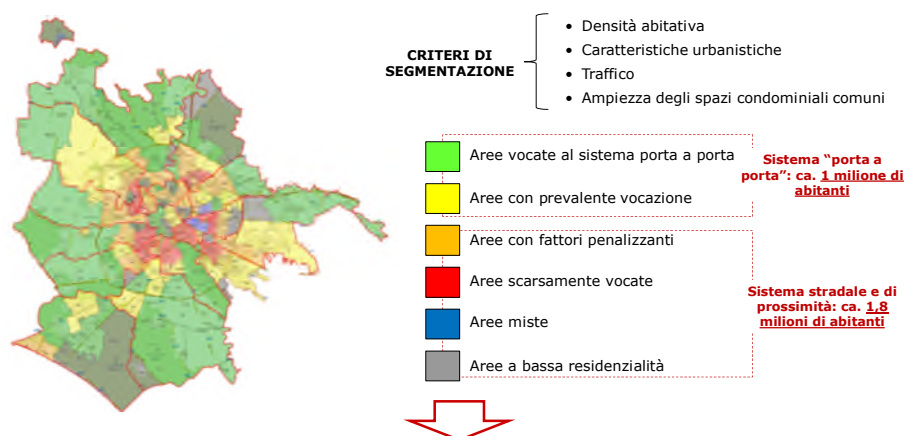 CRITERI DI
SEGMENTAZIONE
• Densità abitativa
• Caratteristiche urbanistiche
• Traffico
• Ampiezza degli spazi condominiali comuni
Aree vocate al sistema porta a porta
Aree con prevalente vocazione
Sistema “porta a
porta”: ca. 1 milione di
abitanti
Aree con fattori penalizzanti
Aree scarsamente vocate
Aree miste
Aree a bassa residenzialità
Sistema stradale e di
prossimità: ca. 1,8
milioni di abitanti